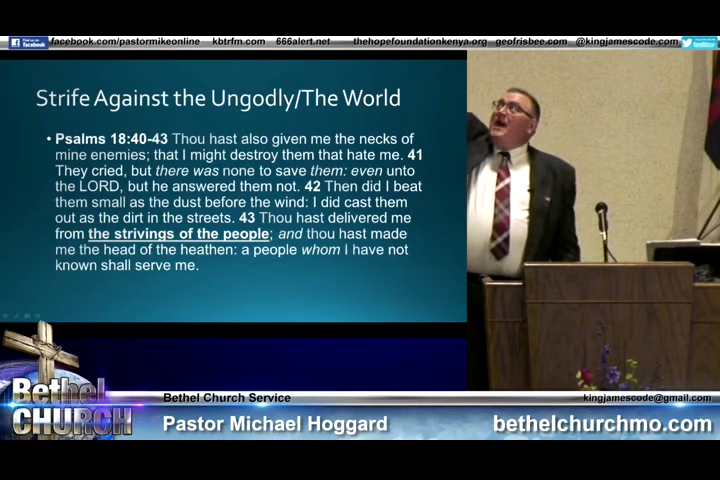 facebook.com/pastormikeonline kbtrfm.com 666alert.net thehopefoundationkenya.org geofrisbee.com @kingjamescode.com
Strife Against the Ungodly/The World
• Psalms 18:40-43 Thou hast also given me the necks of
mine enemies; that I might destroy them that hate me. 41
They cried, but there was none to save them: even unto
the LORD, but he answered them not. 42 Then did I beat
them small as the dust before the wind: I did cast them
out as the dirt in the streets. 43 Thou hast delivered me
from the strivings of the people; and thou hast made
me the head of the heathen: a people whom I have not
known shall serve me.
Bethel
CHURCH
Bethel Church Service
kingjamescode@gmail.com
Pastor Michael Hoggard
bethelchurchmo.com